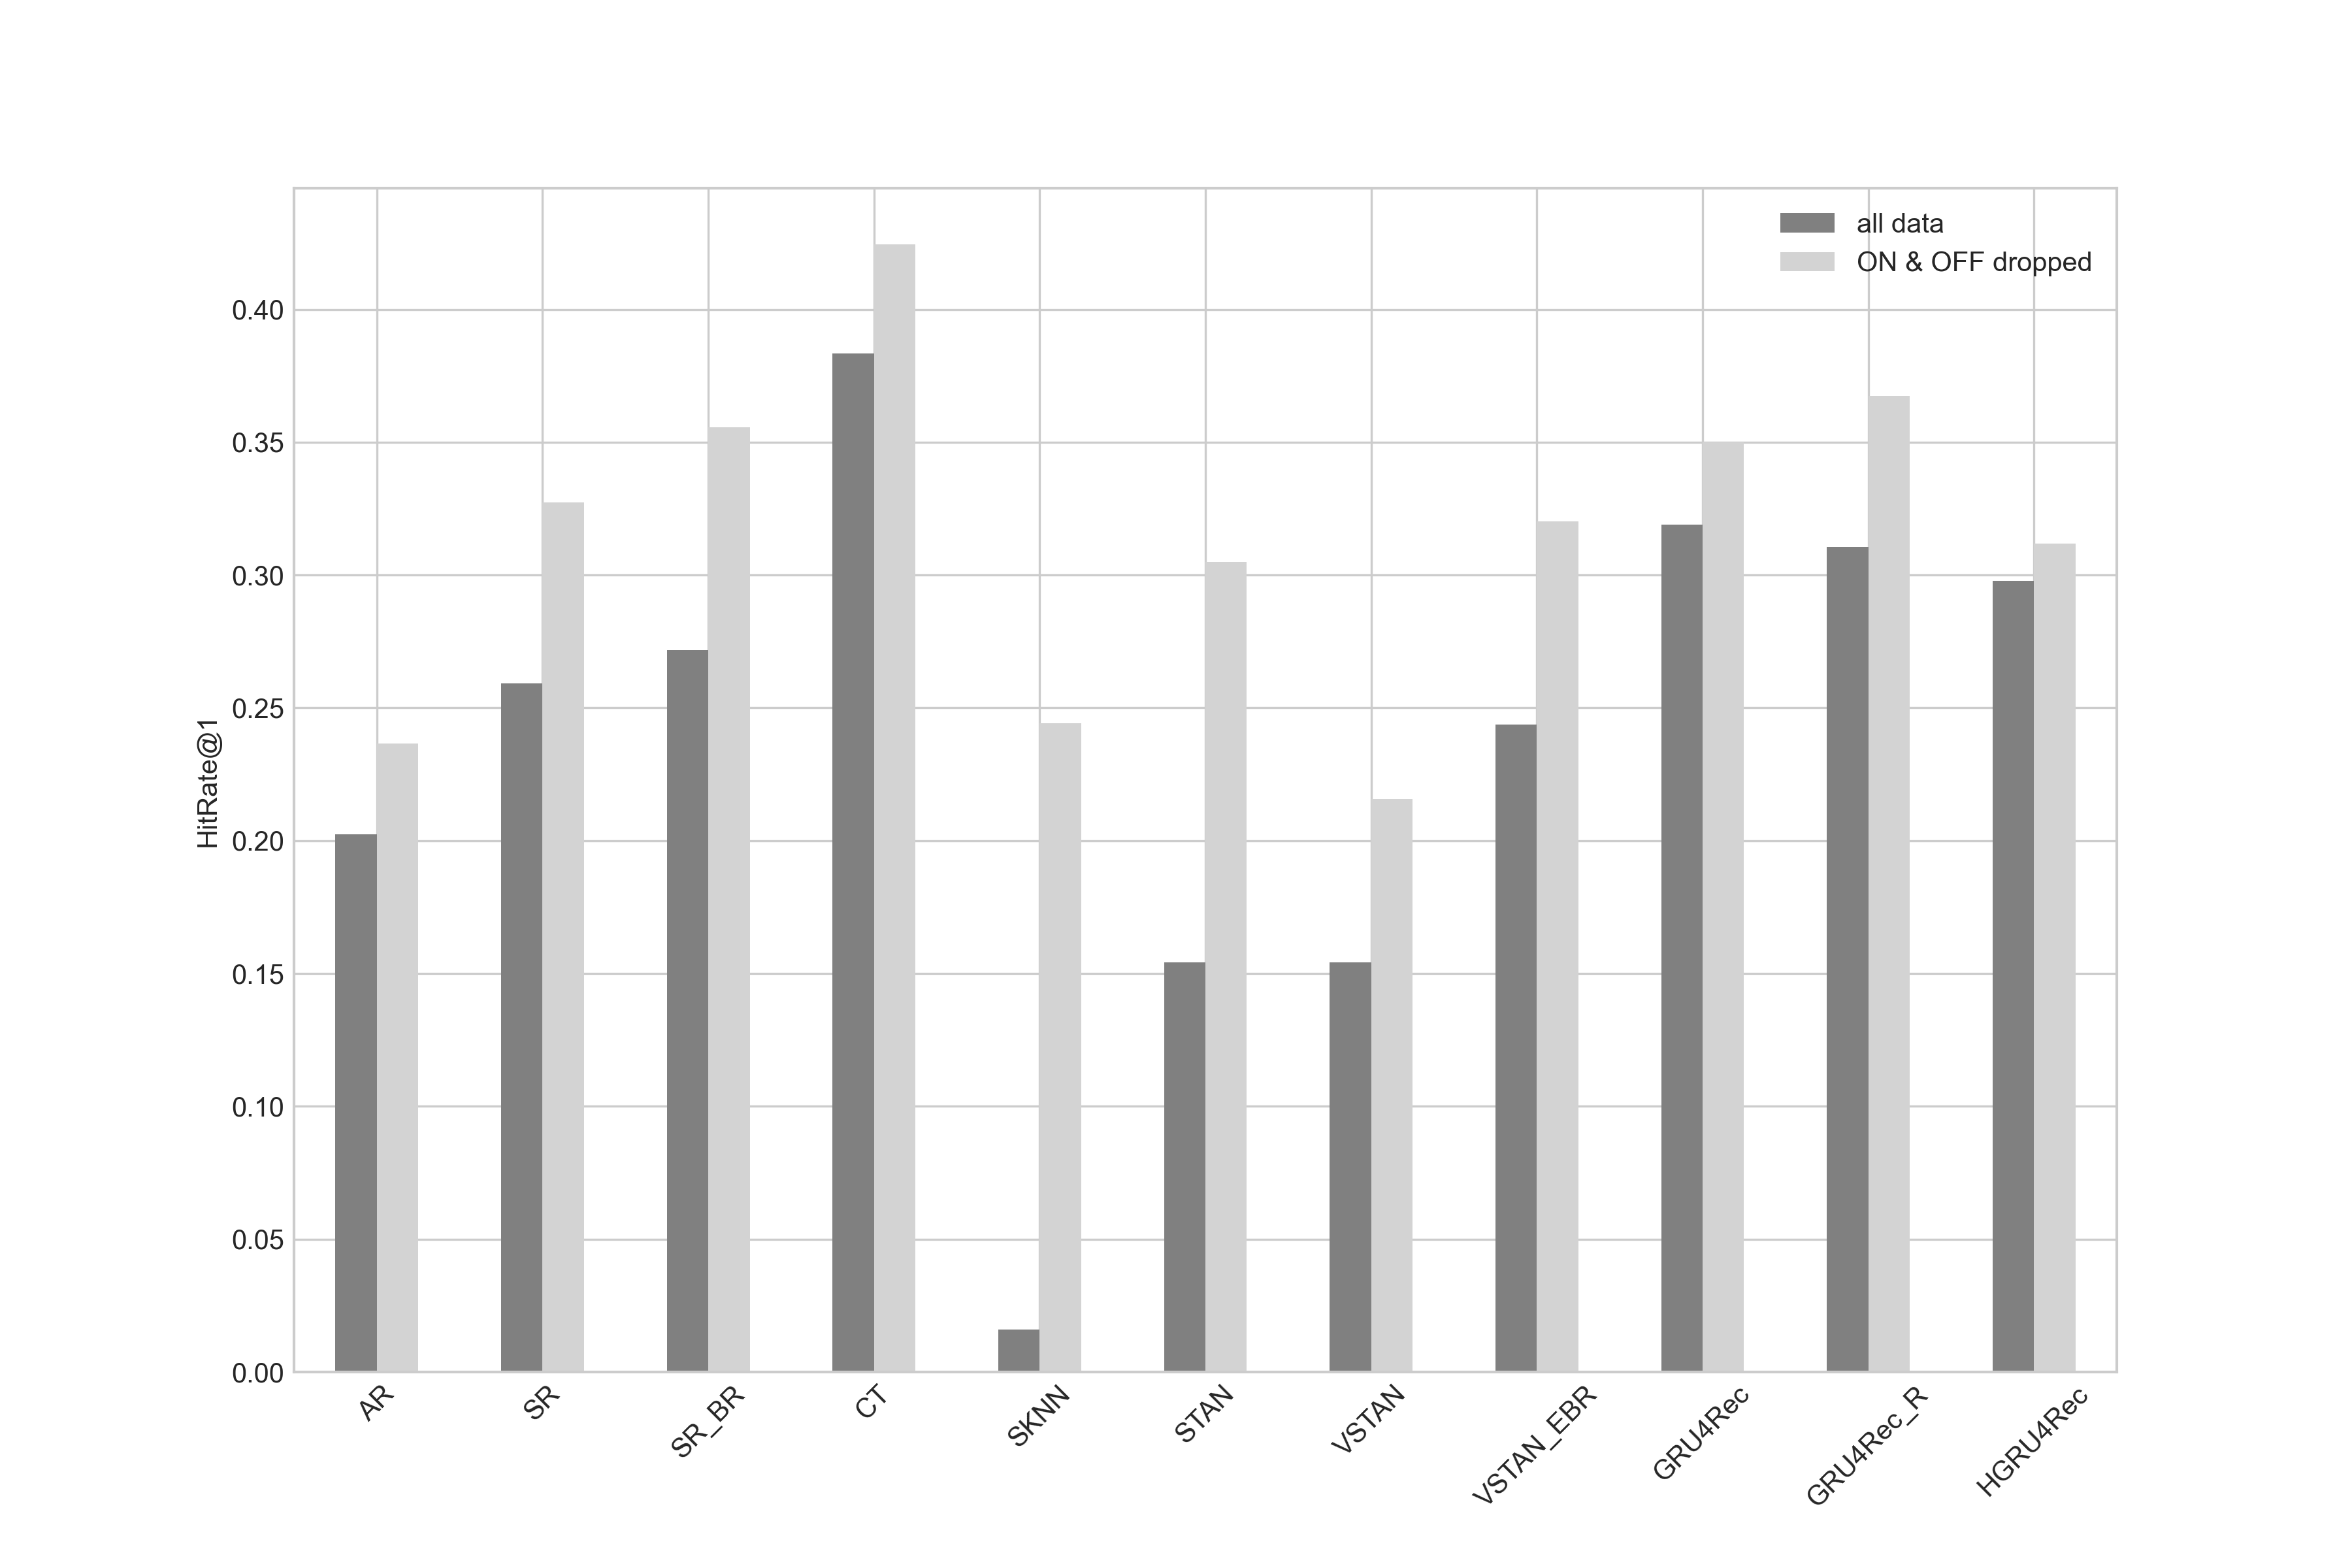 all data
ON & OFF dropped
0.40
0.35
0.30
0.25
0.20
0.15
0.10
0.05
0.00
HitRate@1
AR
SR
SR_BR
CT
SKNN
STAN
VSTAN
VSTAN_EBR
GRU4Rec
GRU4Rec_R
HGRU4Rec